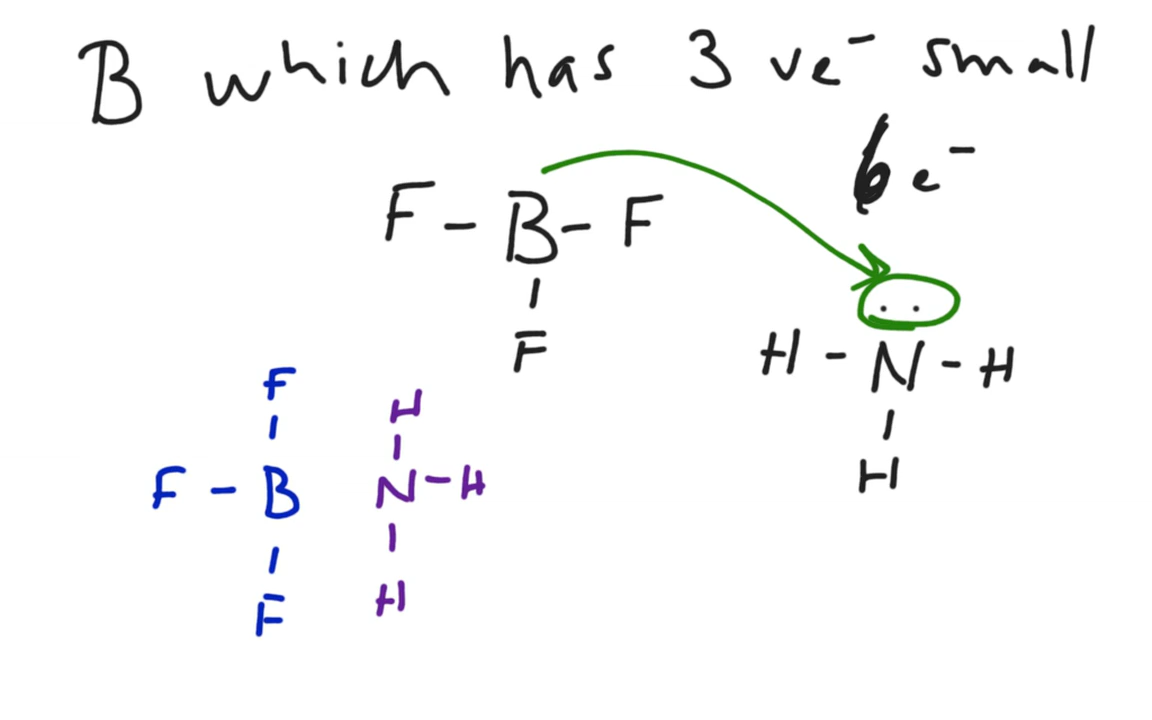 B which has 3 ve⁻ small
6e⁻
F - B - F
F
··
H - N - H
H
F H
F - B N - H
F H